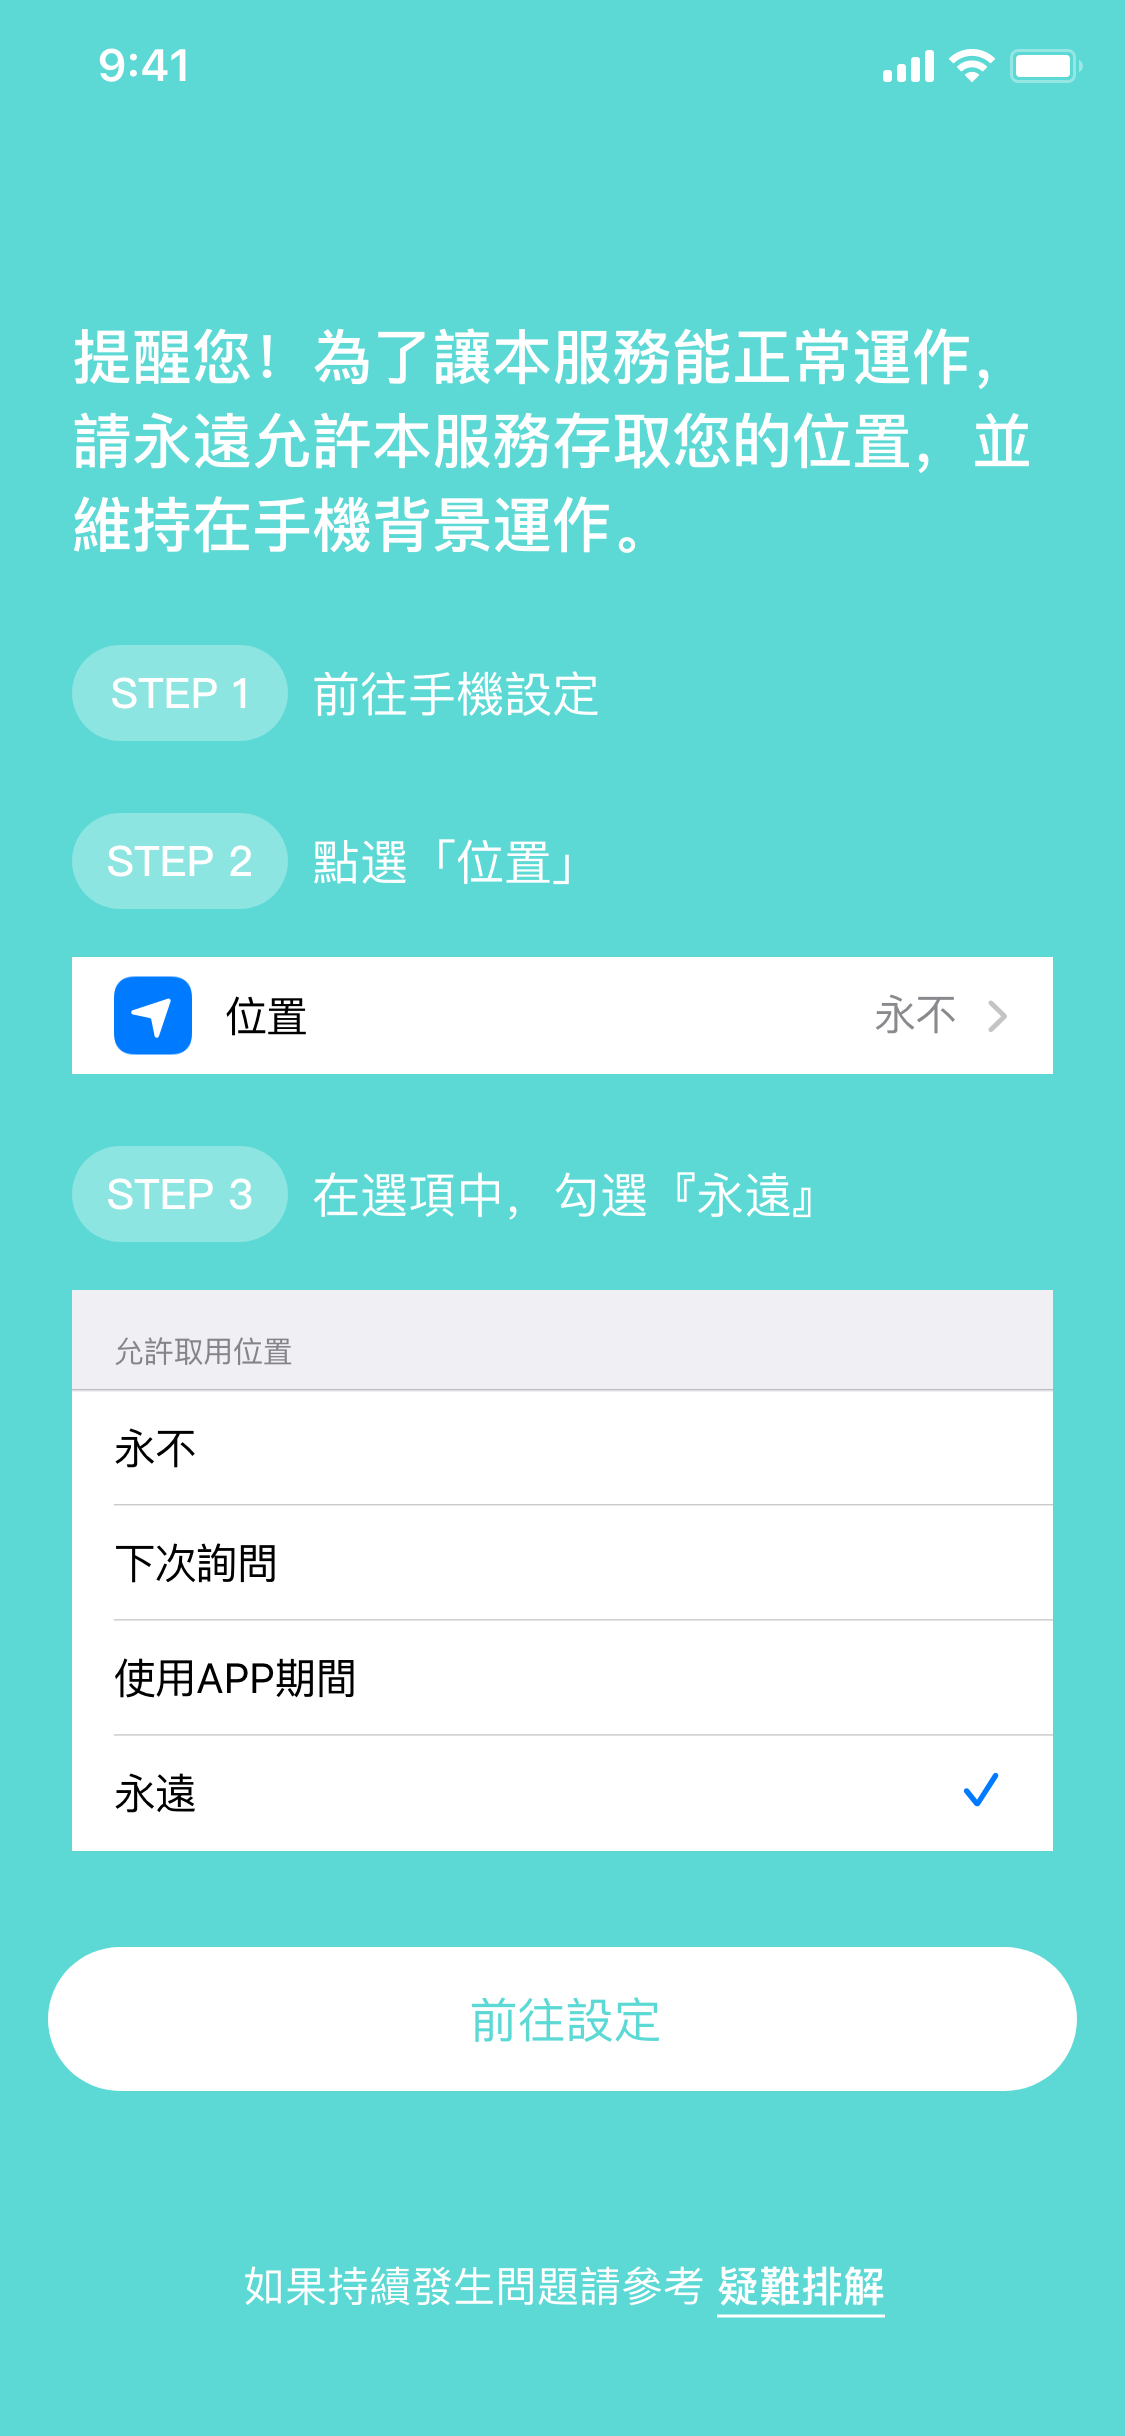 9:41
提醒您！為了讓本服務能正常運作，
請永遠允許本服務存取您的位置，並
維持在手機背景運作。
STEP 1 前往手機設定
STEP 2 點選「位置」
位置 永不
STEP 3 在選項中，勾選『永遠』
允許取用位置
永不
下次詢問
使用APP期間
永遠
前往設定
如果持續發生問題請參考 疑難排解